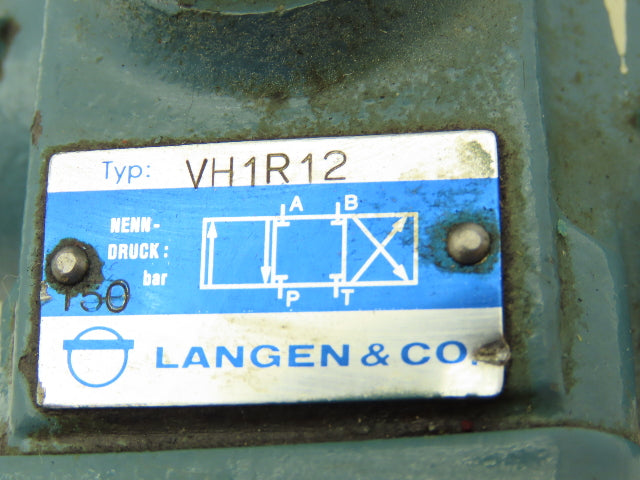 Typ: VH1R12
NENN-
DRUCK:
bar
150
A B
P T
LANGEN & CO.